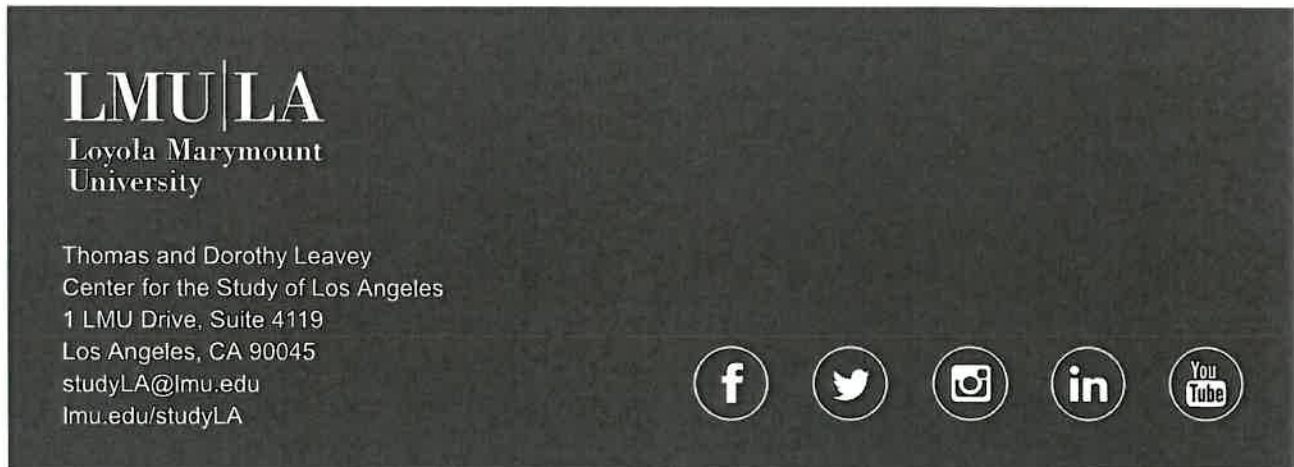 LMU|LA
Loyola Marymount
University
Thomas and Dorothy Leavey
Center for the Study of Los Angeles
1 LMU Drive, Suite 4119
Los Angeles, CA 90045
studyLA@lmu.edu
lmu.edu/studyLA
f
in
You
Tube